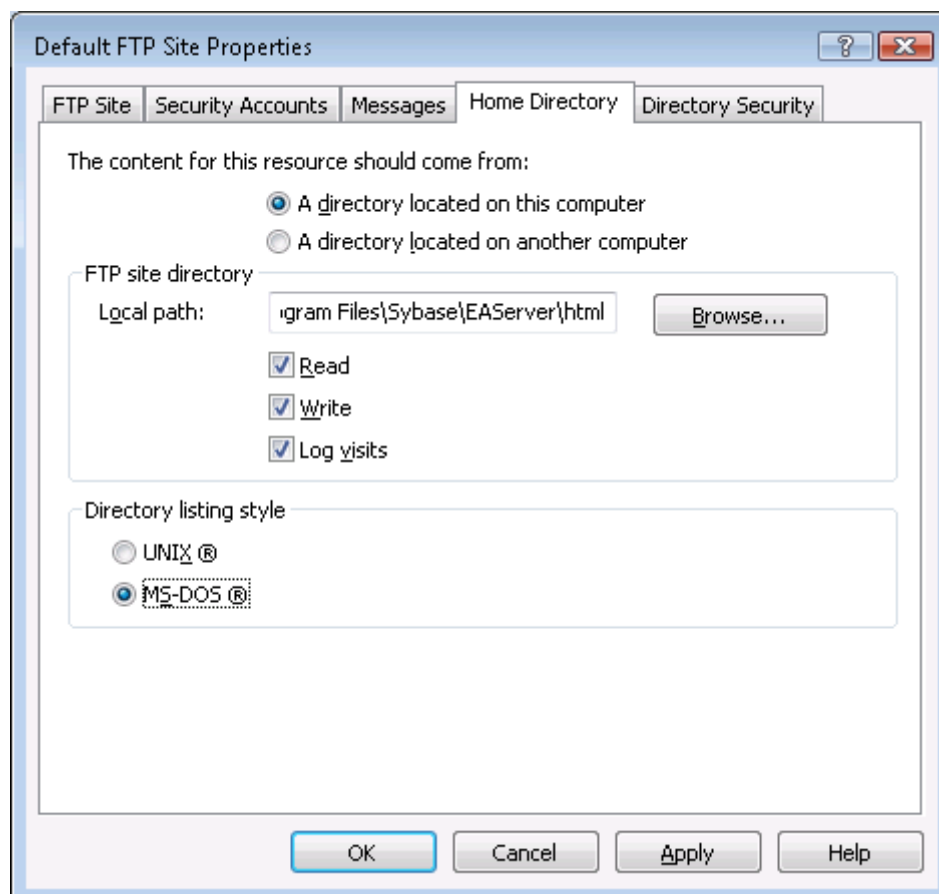 Default FTP Site Properties
FTP Site Security Accounts Messages Home Directory Directory Security
The content for this resource should come from:
A directory located on this computer
A directory located on another computer
FTP site directory
Local path: gram Files\Sybase\EAServer\html Browse...
Read
Write
Log visits
Directory listing style
UNIX ®
MS-DOS ®
OK Cancel Apply Help